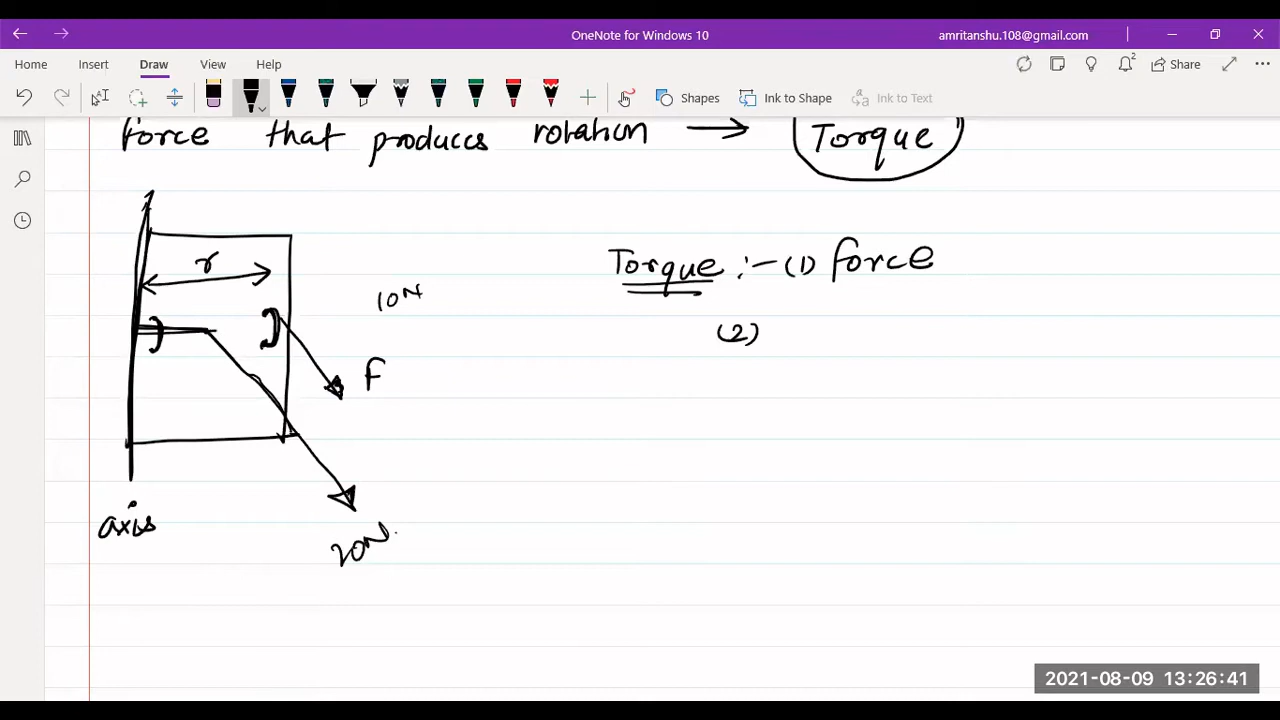 OneNote for Windows 10
amritanshu.108@gmail.com
Home Insert Draw View Help
2
Share
Shapes
Ink to Shape
Ink to Text
force that produces rotation → Torque
r
Torque :- (1) force
10N
(2)
F
axis
20N
2021-08-09 13:26:41